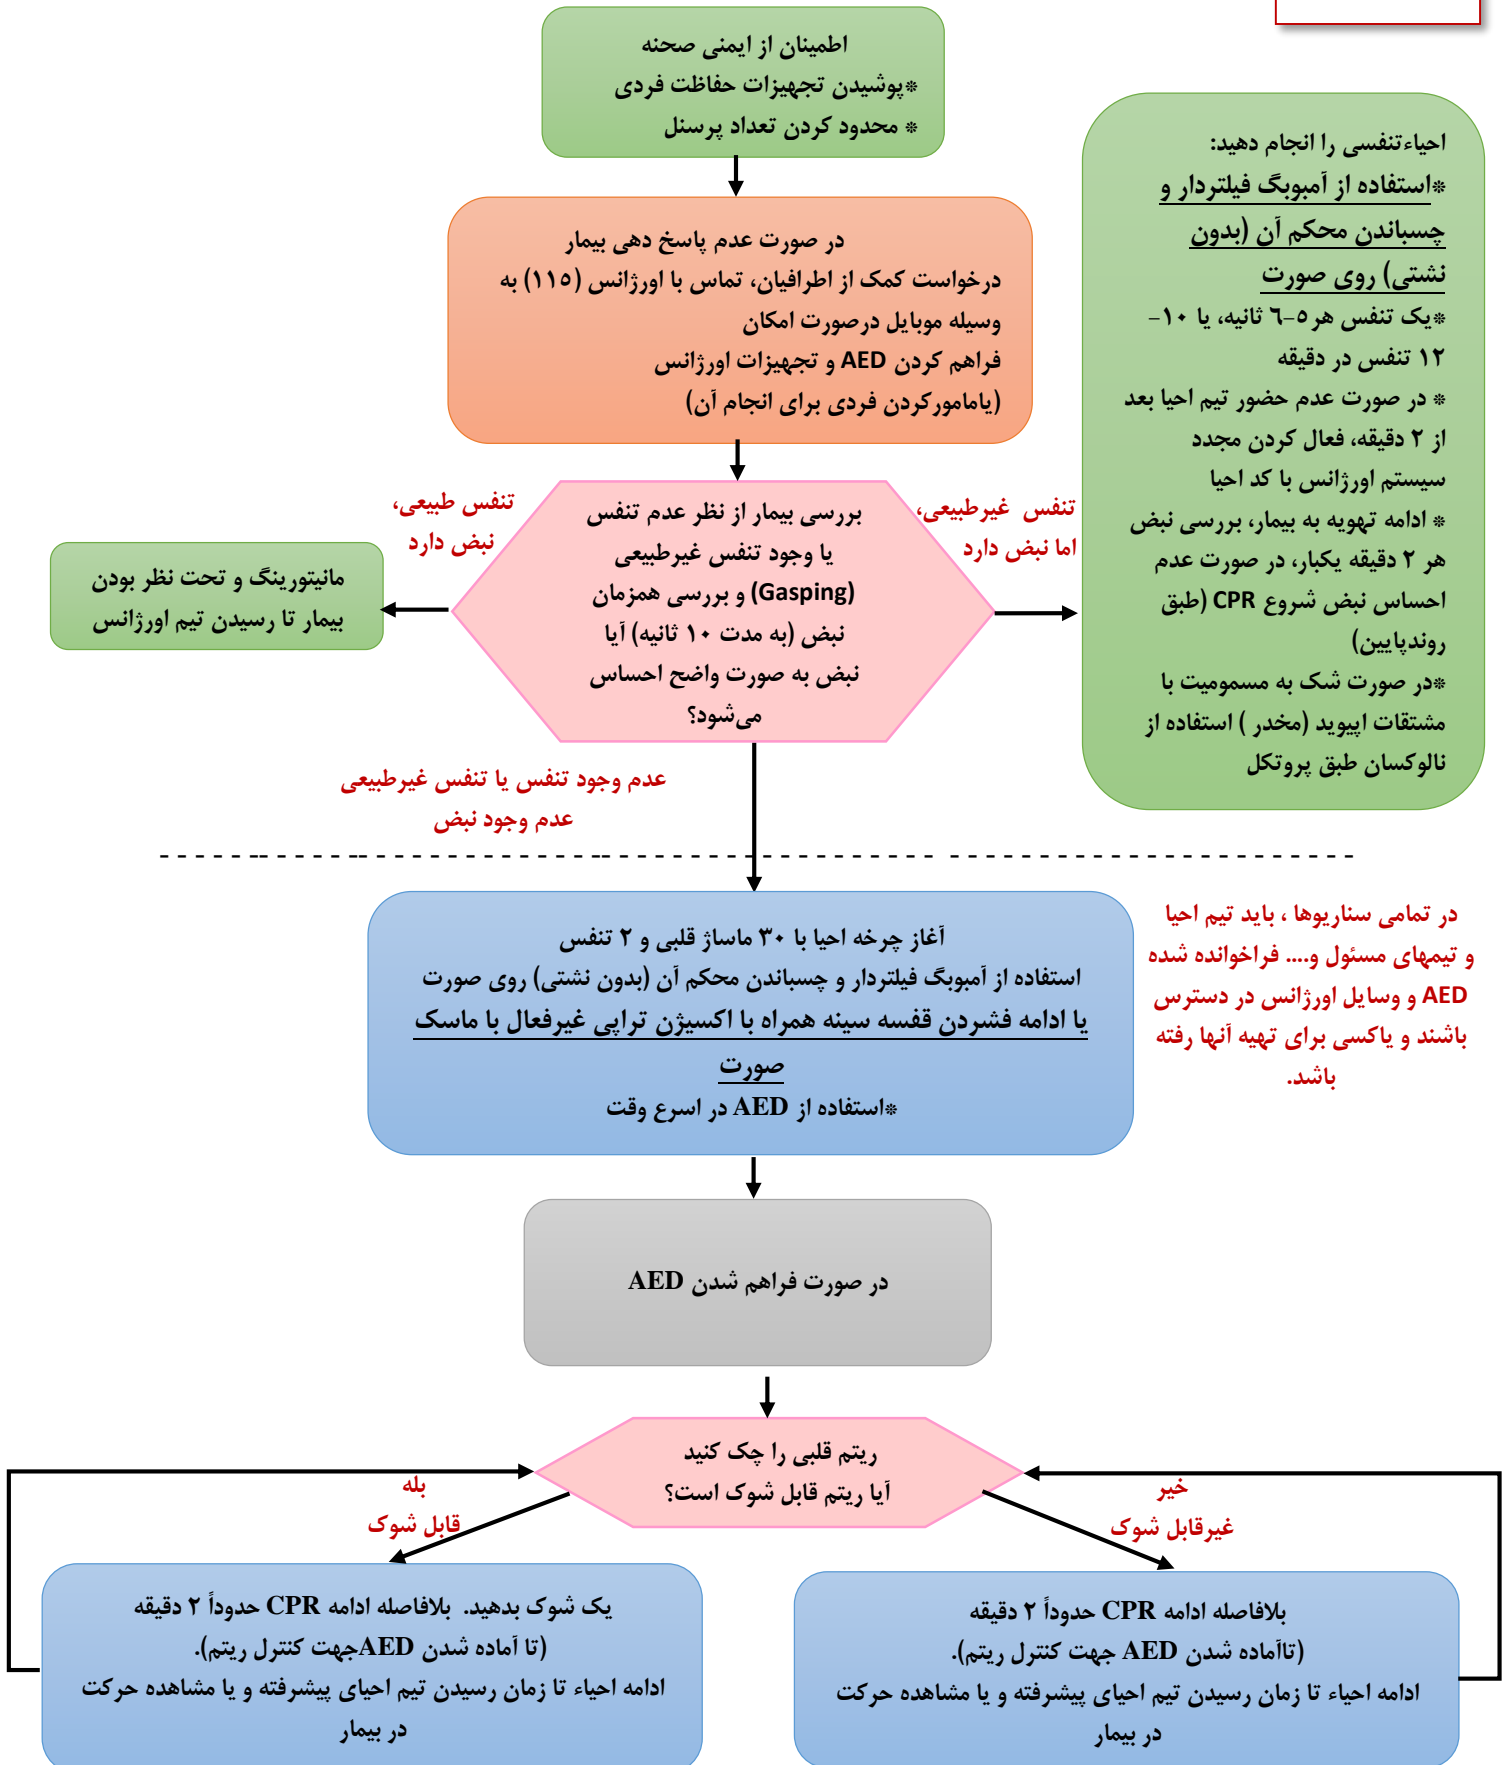 اطمینان از ایمنی صحنه
*پوشیدن تجهیزات حفاظت فردی
* محدود کردن تعداد پرسنل
در صورت عدم پاسخ دهی بیمار
درخواست کمک از اطرافیان، تماس با اورژانس (۱۱۵) به
وسیله موبایل درصورت امکان
فراهم کردن AED و تجهیزات اورژانس
(یامامورکردن فردی برای انجام آن)
احیاءتنفسی را انجام دهید:
*استفاده از آمبوبگ فیلتردار و
چسباندن محکم آن (بدون
نشتی) روی صورت
*یک تنفس هر۵-۶ ثانیه، یا ۱۰-
۱۲ تنفس در دقیقه
* در صورت عدم حضور تیم احیا بعد
از ۲ دقیقه، فعال کردن مجدد
سیستم اورژانس با کد احیا
* ادامه تهویه به بیمار، بررسی نبض
هر ۲ دقیقه یکبار، در صورت عدم
احساس نبض شروع CPR (طبق
روندپایین)
*در صورت شک به مسمومیت با
مشتقات اپیوید (مخدر ) استفاده از
نالوکسان طبق پروتکل
تنفس غیرطبیعی،
اما نبض دارد
بررسی بیمار از نظر عدم تنفس
یا وجود تنفس غیرطبیعی
(Gasping) و بررسی همزمان
نبض (به مدت ۱۰ ثانیه) آیا
نبض به صورت واضح احساس
می‌شود؟
تنفس طبیعی،
نبض دارد
مانیتورینگ و تحت نظر بودن
بیمار تا رسیدن تیم اورژانس
عدم وجود تنفس یا تنفس غیرطبیعی
عدم وجود نبض
در تمامی سناریوها ، باید تیم احیا
و تیمهای مسئول و.... فراخوانده شده
AED و وسایل اورژانس در دسترس
باشند و یاکسی برای تهیه آنها رفته
باشد.
آغاز چرخه احیا با ۳۰ ماساژ قلبی و ۲ تنفس
استفاده از آمبوبگ فیلتردار و چسباندن محکم آن (بدون نشتی) روی صورت
یا ادامه فشردن قفسه سینه همراه با اکسیژن تراپی غیرفعال با ماسک
صورت
*استفاده از AED در اسرع وقت
در صورت فراهم شدن AED
ریتم قلبی را چک کنید
آیا ریتم قابل شوک است؟
خیر
غیرقابل شوک
بله
قابل شوک
بلافاصله ادامه CPR حدوداً ۲ دقیقه
(تاآماده شدن AED جهت کنترل ریتم).
ادامه احیاء تا زمان رسیدن تیم احیای پیشرفته و یا مشاهده حرکت
در بیمار
یک شوک بدهید. بلافاصله ادامه CPR حدوداً ۲ دقیقه
(تا آماده شدن AEDجهت کنترل ریتم).
ادامه احیاء تا زمان رسیدن تیم احیای پیشرفته و یا مشاهده حرکت
در بیمار